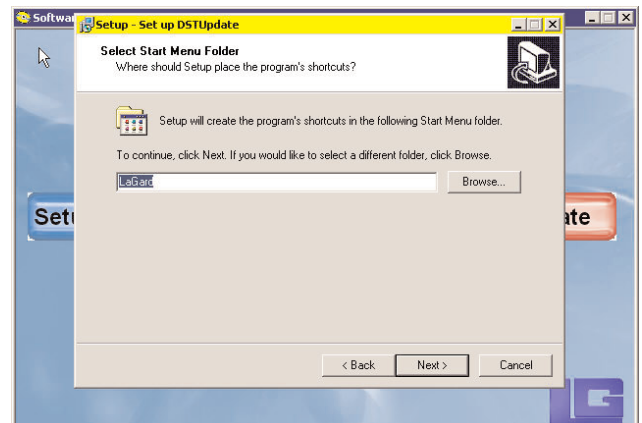 Softwar
Setup - Set up DSTUpdate
Select Start Menu Folder
Where should Setup place the program's shortcuts?
Setup will create the program's shortcuts in the following Start Menu folder.
To continue, click Next. If you would like to select a different folder, click Browse.
LaGard
Browse...
Setu
ate
< Back
Next >
Cancel
LG